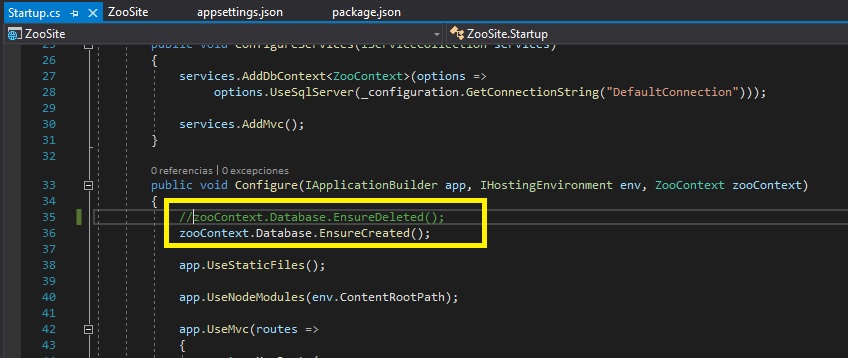 Startup.cs ZooSite appsettings.json package.json
ZooSite ZooSite.Startup
25 public void ConfigureServices(IServiceCollection services)
26 {
27 services.AddDbContext<ZooContext>(options =>
28 options.UseSqlServer(_configuration.GetConnectionString("DefaultConnection")));
29
30 services.AddMvc();
31 }
32
0 referencias | 0 excepciones
33 public void Configure(IApplicationBuilder app, IHostingEnvironment env, ZooContext zooContext)
34 {
35 //zooContext.Database.EnsureDeleted();
36 zooContext.Database.EnsureCreated();
37
38 app.UseStaticFiles();
39
40 app.UseNodeModules(env.ContentRootPath);
41
42 app.UseMvc(routes =>
43 {